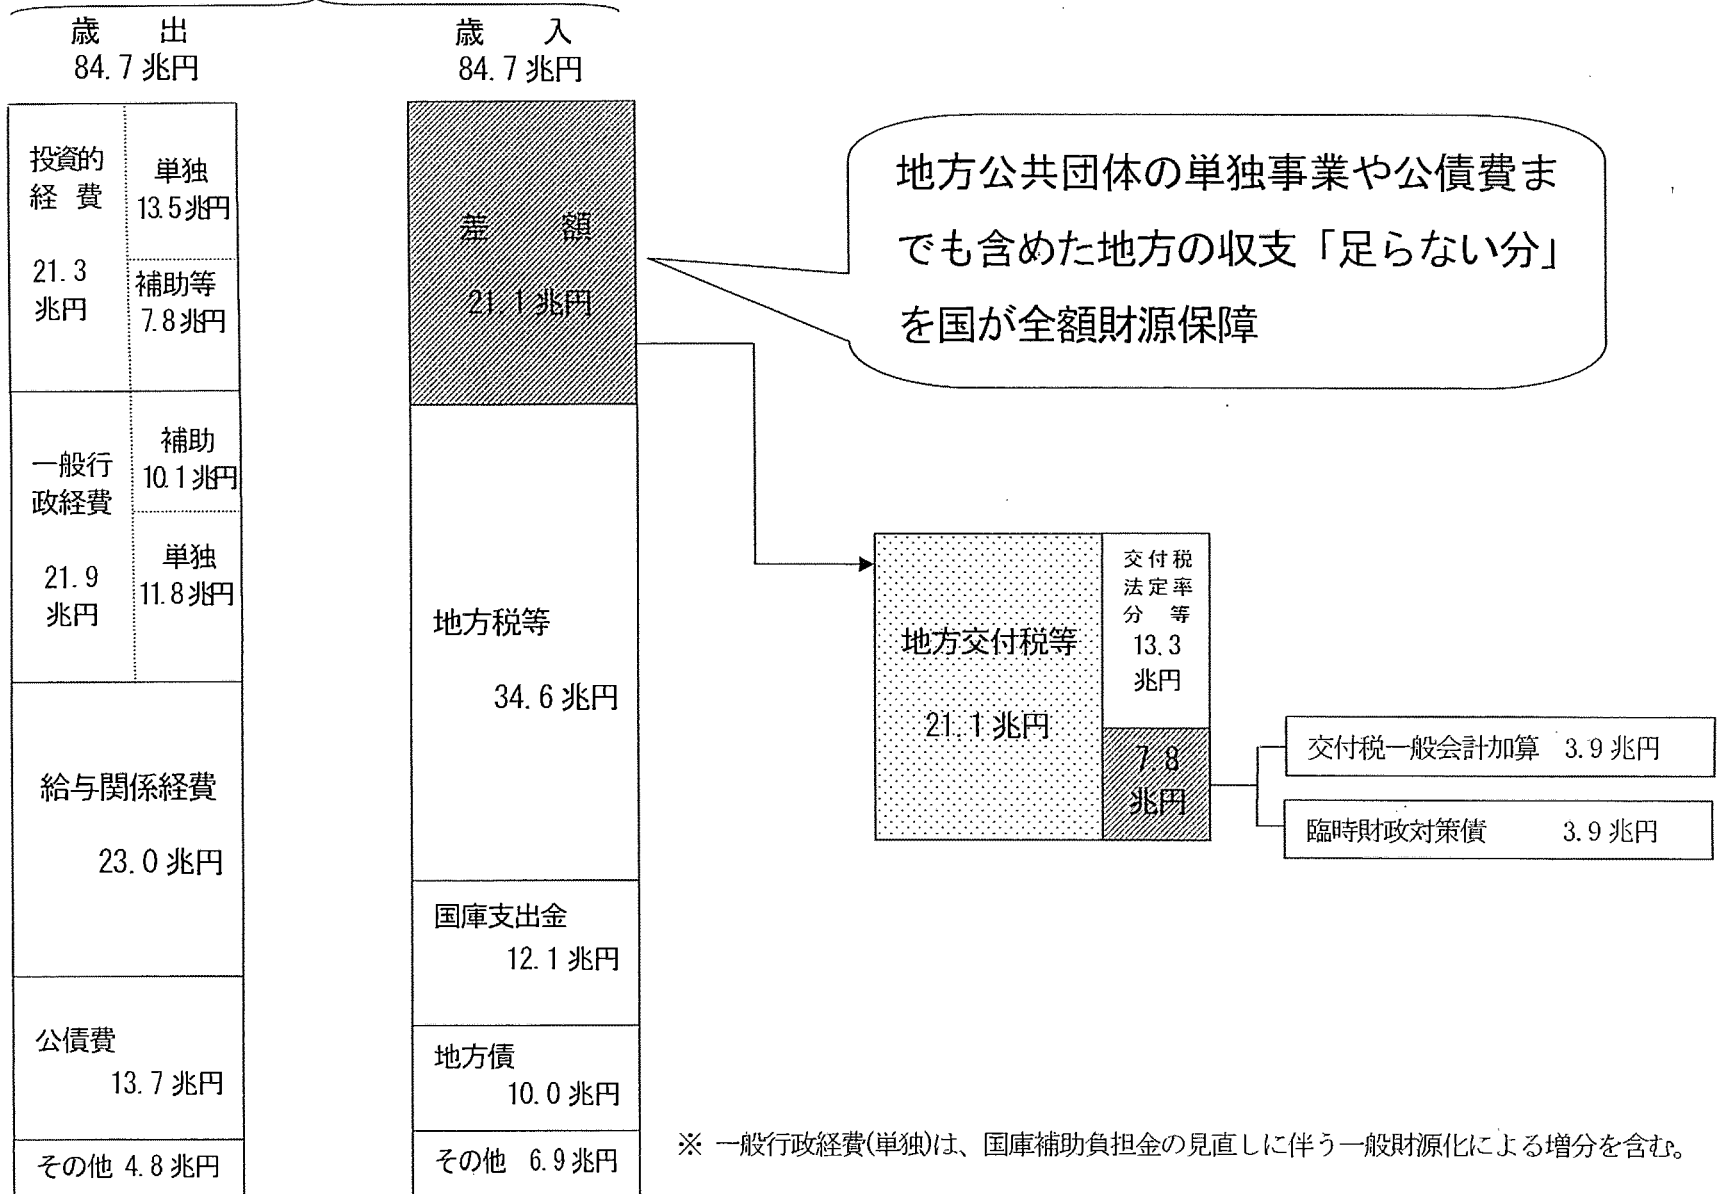 歳 出
84.7 兆円
投資的
経 費
21.3
兆円
単独
13.5兆円
補助等
7.8兆円
一般行
政経費
21.9
兆円
補助
10.1兆円
単独
11.8兆円
給与関係経費
23.0 兆円
公債費
13.7 兆円
その他 4.8 兆円
歳 入
84.7 兆円
差 額
21.1 兆円
地方税等
34.6 兆円
国庫支出金
12.1 兆円
地方債
10.0 兆円
その他 6.9 兆円
地方公共団体の単独事業や公債費ま
でも含めた地方の収支「足らない分」
を国が全額財源保障
地方交付税等
21.1 兆円
交付税
法定率
分 等
13.3
兆円
7.8
兆円
交付税一般会計加算 3.9 兆円
臨時財政対策債 3.9 兆円
※ 一般行政経費(単独)は、国庫補助負担金の見直しに伴う一般財源化による増分を含む。